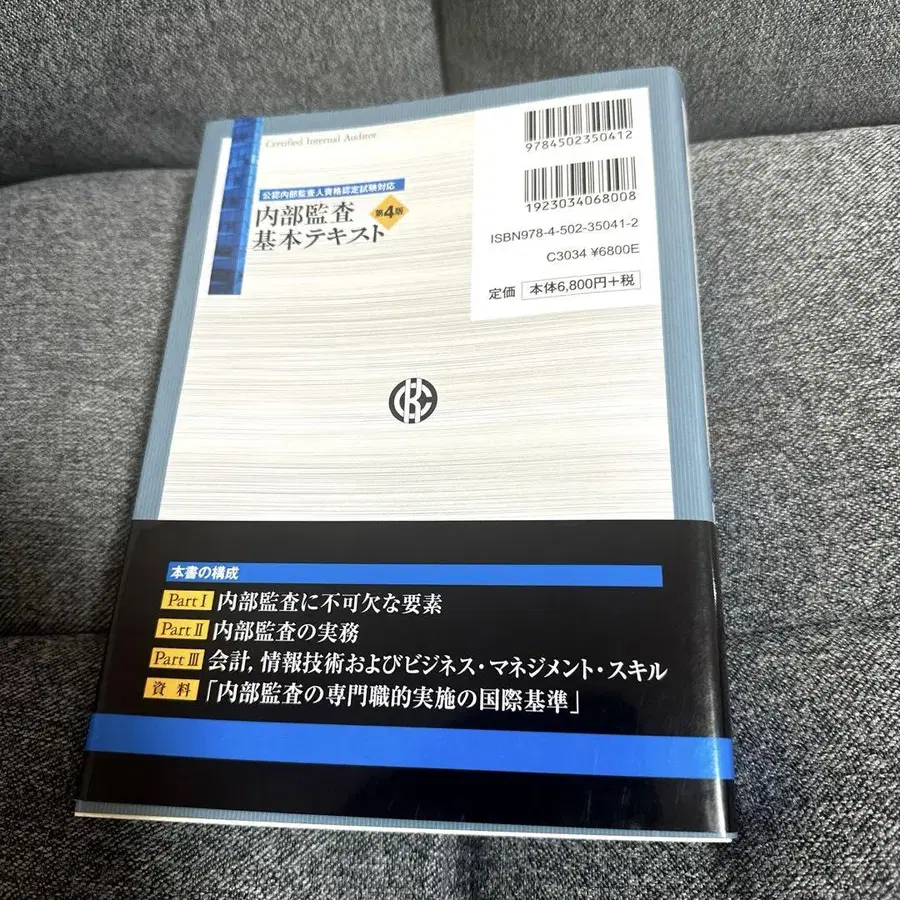 Certified Internal Auditor
公認内部監査人資格認定試験対応
内部監査
基本テキスト
第4版
9784502350412
1923034068008
ISBN978-4-502-35041-2
C3034 ¥6800E
定価 本体6,800円+税
本書の構成
Part I 内部監査に不可欠な要素
Part II 内部監査の実務
Part III 会計, 情報技術およびビジネス・マネジメント・スキル
資料 「内部監査の専門職的実施の国際基準」